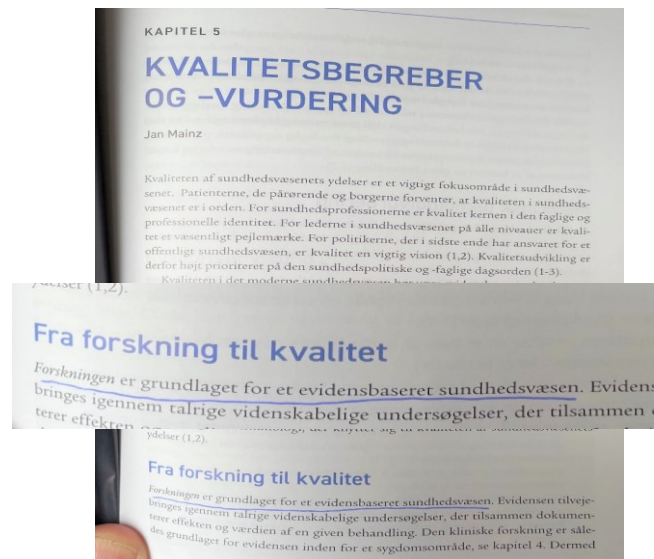 KAPITEL 5
KVALITETSBEGREBER
OG –VURDERING
Jan Mainz
Kvaliteten af sundhedsvæsenets ydelser er et vigtigt fokusområde i sundhedsvæ-
senet. Patienterne, de pårørende og borgerne forventer, at kvaliteten i sundheds-
væsenet er i orden. For sundhedsprofessionerne er kvalitet kernen i den faglige og
professionelle identitet. For lederne i sundhedsvæsenet på alle niveauer er kvali-
tet et væsentligt pejlemærke. For politikerne, der i sidste ende har ansvaret for et
offentligt sundhedsvæsen, er kvalitet en vigtig vision (1,2). Kvalitetsudvikling er
derfor højt prioriteret på den sundhedspolitiske og -faglige dagsorden (1-3).
Kvaliteten i det moderne sundhedsvæsen har
ydelser (1,2).
Fra forskning til kvalitet
Forskningen er grundlaget for et evidensbaseret sundhedsvæsen. Evidens
bringes igennem talrige videnskabelige undersøgelser, der tilsammen
terer effekten
ydelser (1,2).
Fra forskning til kvalitet
Forskningen er grundlaget for et evidensbaseret sundhedsvæsen. Evidensen tilveje-
bringes igennem talrige videnskabelige undersøgelser, der tilsammen dokumen-
terer effekten og værdien af en given behandling. Den kliniske forskning er såle-
des grundlaget for evidensen inden for et sygdomsområde, se kapitel 4. Dermed